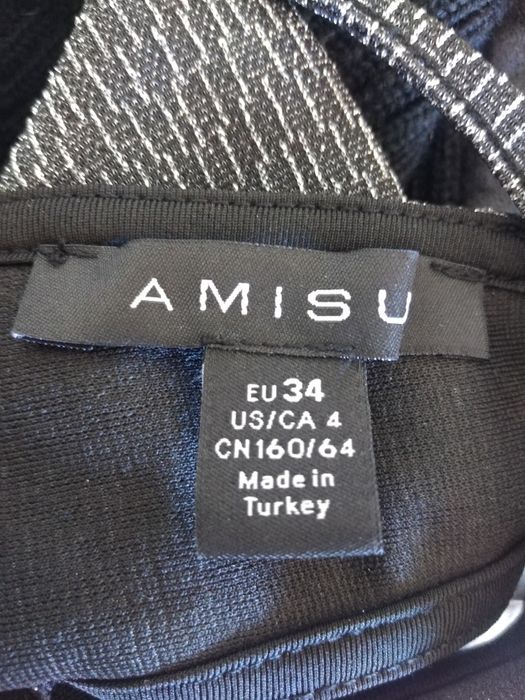 AMISU
EU 34
US/CA 4
CN160/64
Made in
Turkey